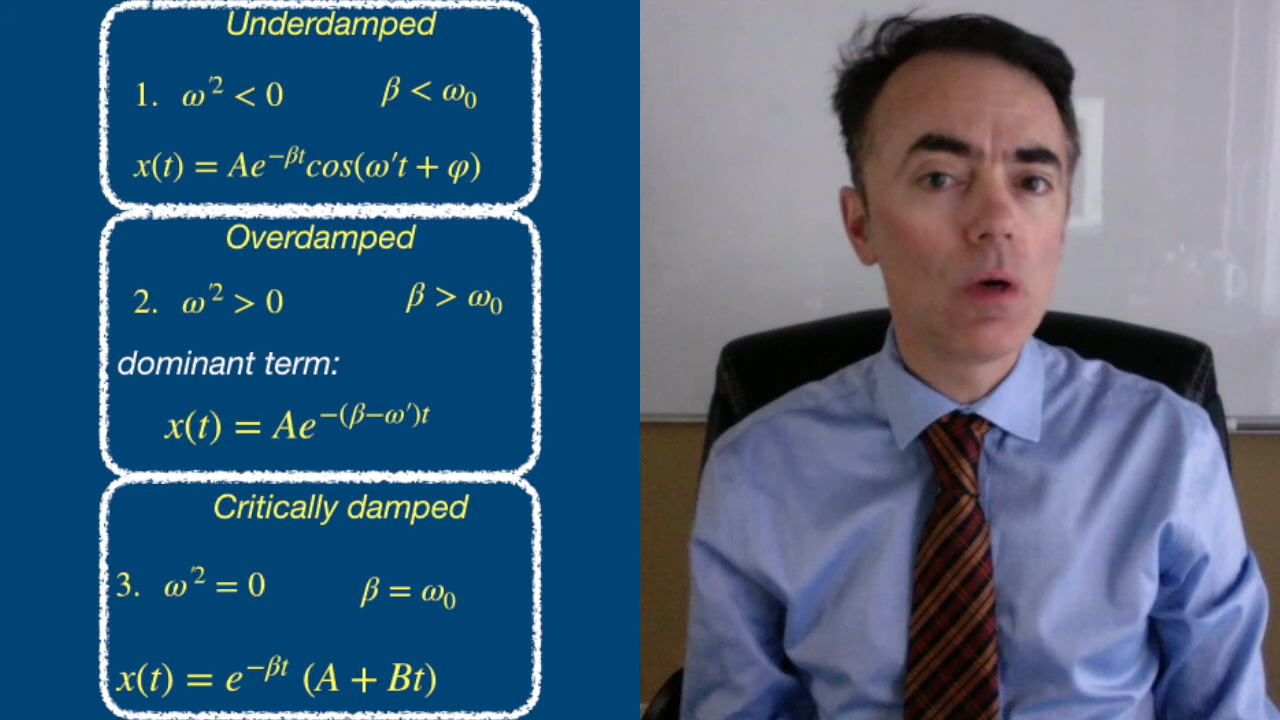 Underdamped
1. ω′² < 0 β < ω₀
x(t) = Ae^{−βt}cos(ω′t + φ)
Overdamped
2. ω′² > 0 β > ω₀
dominant term:
x(t) = Ae^{−(β−ω′)t}
Critically damped
3. ω′² = 0 β = ω₀
x(t) = e^{−βt} (A + Bt)